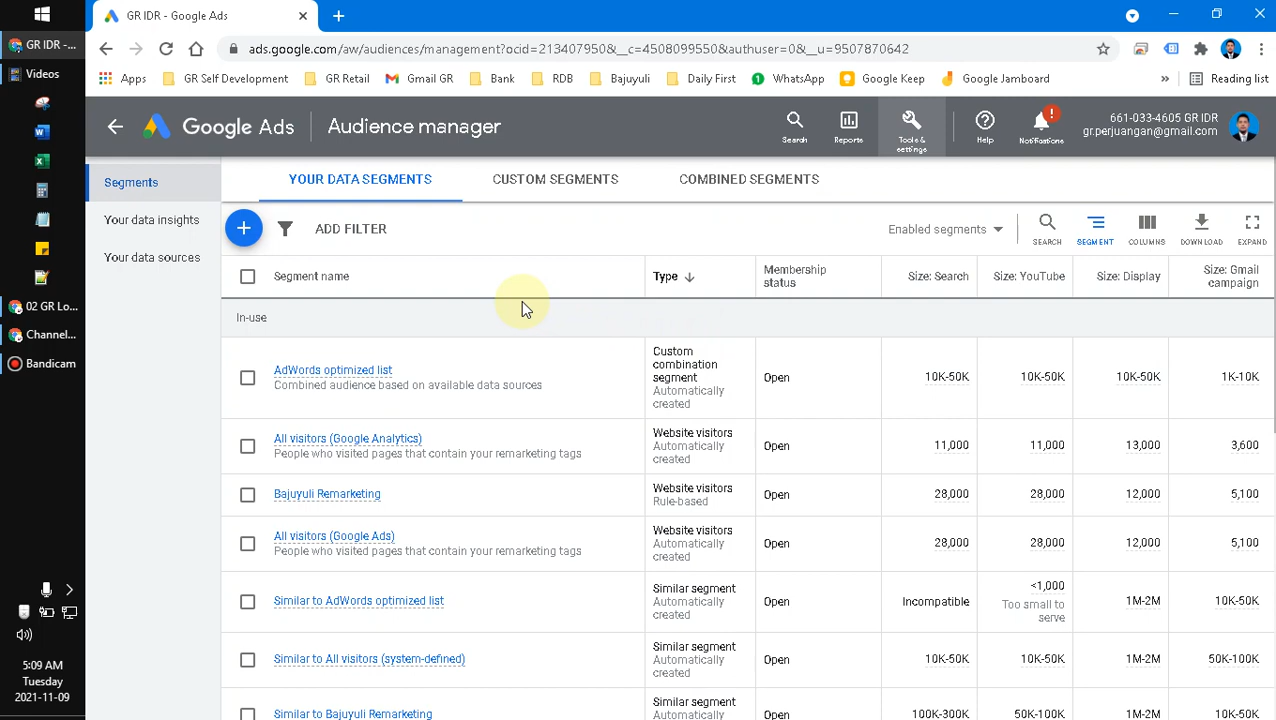 GR IDR - Google Ads
GR IDR -...
ads.google.com/aw/audiences/management?ocid=213407950&__c=4508099550&authuser=0&__u=9507870642
Videos
Apps
GR Self Development
GR Retail
Gmail GR
Bank
RDB
Bajuyuli
Daily First
WhatsApp
Google Keep
Google Jamboard
»
Reading list
Google Ads
Audience manager
Search
Reports
Tools &
settings
Help
!
Notifications
661-033-4605 GR IDR
gr.perjuangan@gmail.com
Segments
Your data insights
Your data sources
YOUR DATA SEGMENTS
CUSTOM SEGMENTS
COMBINED SEGMENTS
ADD FILTER
Enabled segments
SEARCH
SEGMENT
COLUMNS
DOWNLOAD
EXPAND
Segment name
Type
Membership
status
Size: Search
Size: YouTube
Size: Display
Size: Gmail
campaign
In-use
AdWords optimized list
Combined audience based on available data sources
Custom
combination
segment
Automatically
created
Open
10K-50K
10K-50K
10K-50K
1K-10K
All visitors (Google Analytics)
People who visited pages that contain your remarketing tags
Website visitors
Automatically
created
Open
11,000
11,000
13,000
3,600
Bajuyuli Remarketing
Website visitors
Rule-based
Open
28,000
28,000
12,000
5,100
All visitors (Google Ads)
People who visited pages that contain your remarketing tags
Website visitors
Automatically
created
Open
28,000
28,000
12,000
5,100
Similar to AdWords optimized list
Similar segment
Automatically
created
Open
Incompatible
<1,000
Too small to
serve
1M-2M
10K-50K
Similar to All visitors (system-defined)
Similar segment
Automatically
created
Open
10K-50K
10K-50K
1M-2M
50K-100K
Similar to Bajuyuli Remarketing
Similar segment
Automatically
Open
100K-300K
50K-100K
1M-2M
10K-50K
02 GR Lo...
Channel...
Bandicam
5:09 AM
Tuesday
2021-11-09